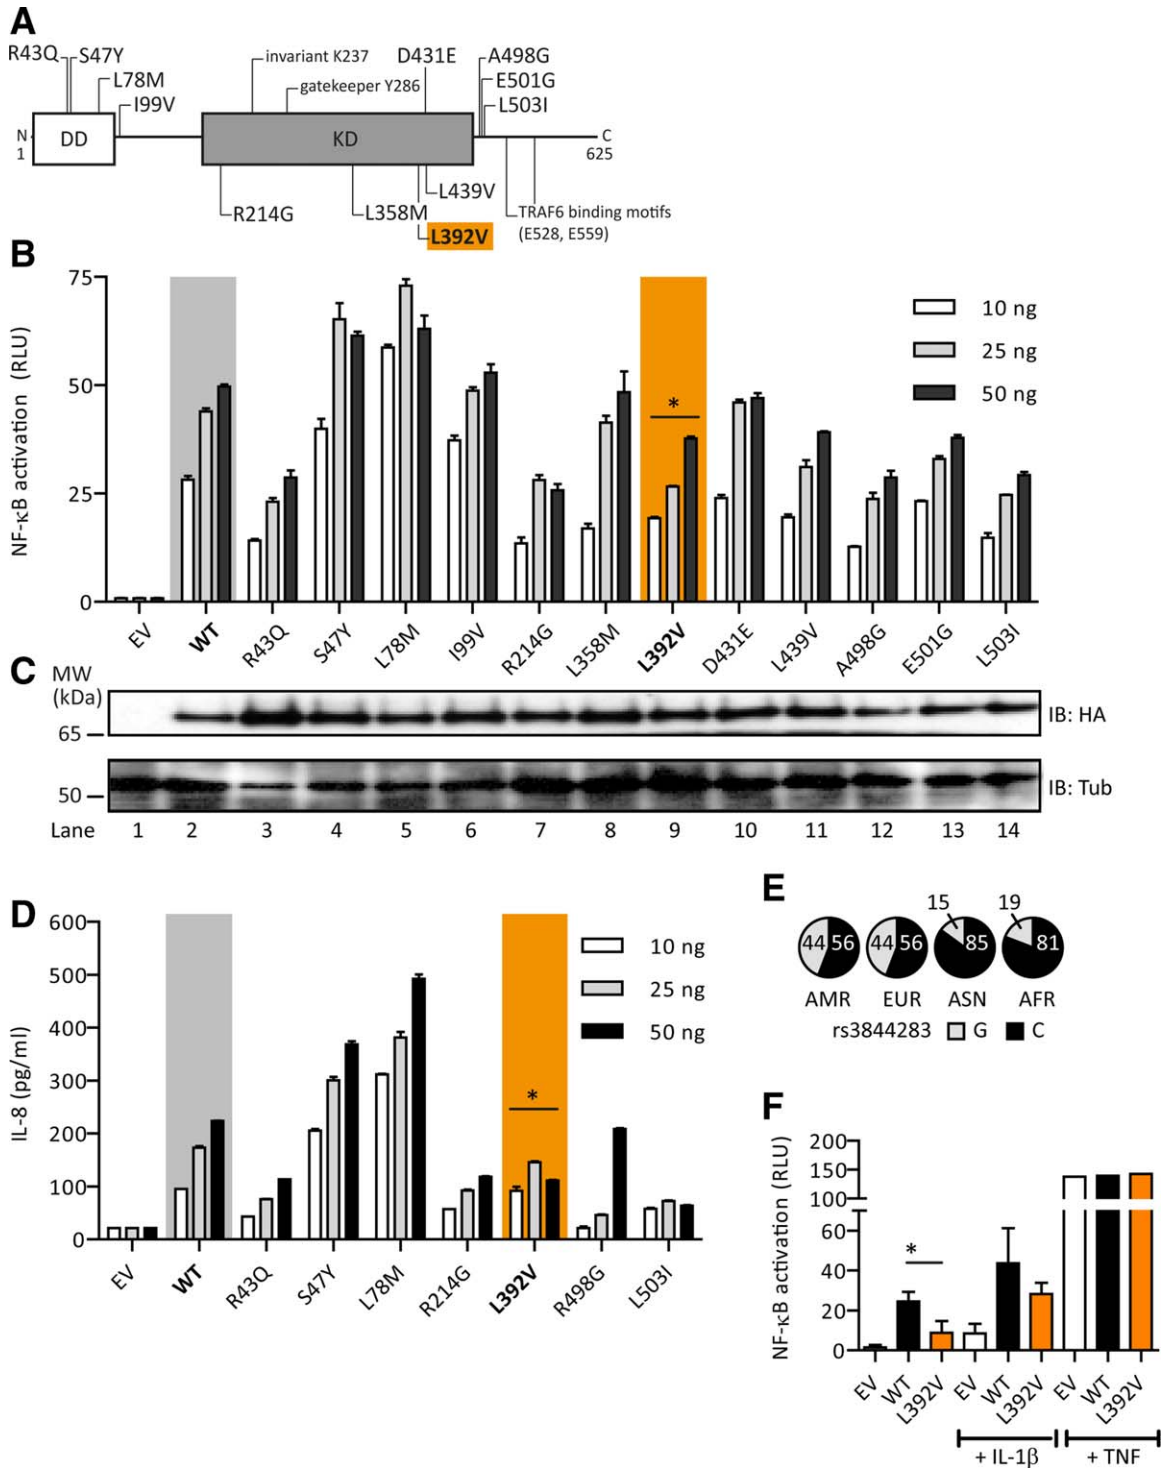 A
R43Q S47Y invariant K237 D431E A498G
L78M gatekeeper Y286 E501G
I99V L503I
N DD KD C
1 625
L439V
R214G L358M TRAF6 binding motifs
L392V (E528, E559)
B
NF-κB activation (RLU)
75
50
25
0
*
10 ng
25 ng
50 ng
EV WT R43Q S47Y L78M I99V R214G L358M L392V D431E L439V A498G E501G L503I
C
MW
(kDa)
65
IB: HA
50
IB: Tub
Lane 1 2 3 4 5 6 7 8 9 10 11 12 13 14
D
IL-8 (pg/ml)
600
500
400
300
200
100
0
*
10 ng
25 ng
50 ng
EV WT R43Q S47Y L78M R214G L392V R498G L503I
E
15 19
44 56 44 56 85 81
AMR EUR ASN AFR
rs3844283 G C
F
NF-κB activation (RLU)
200
150
100
60
40
20
0
*
EV WT L392V EV WT L392V EV WT L392V
+ IL-1β + TNF